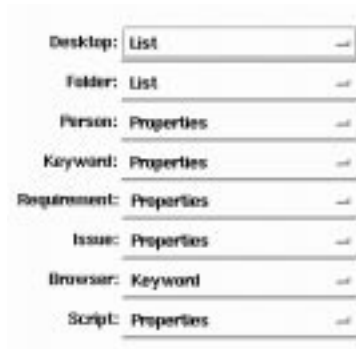 Desktop: List
Folder: List
Person: Properties
Keyword: Properties
Requirement: Properties
Issue: Properties
Browser: Keyword
Script: Properties